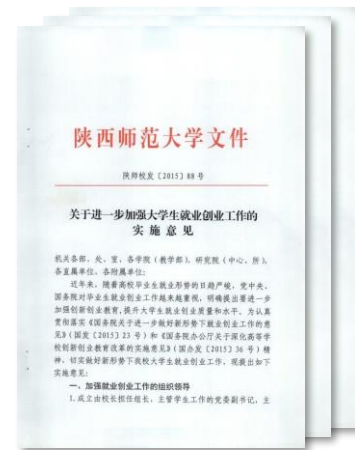 陕西师范大学文件
陕师校发〔2015〕88 号
关于进一步加强大学生就业创业工作的
实 施 意 见
机关各部、处、室，各学院（教学部）、研究院（中心、所），
各直属单位、各附属单位：
近年来，随着高校毕业生就业形势的日趋严峻，党中央、
国务院对毕业生就业创业工作越来越重视，明确提出要进一步
加强创新创业教育，提升大学生创业就业质量和水平。为认真
贯彻落实《国务院关于进一步做好新形势下就业创业工作的意
见》（国发〔2015〕23 号）和《国务院办公厅关于深化高等学
校创新创业教育改革的实施意见》（国办发〔2015〕36 号）精
神，切实做好新形势下我校大学生就业创业工作，现提出如下
实施意见：
一、加强就业创业工作的组织领导
1. 成立由校长担任组长，主管学生工作的党委副书记、主